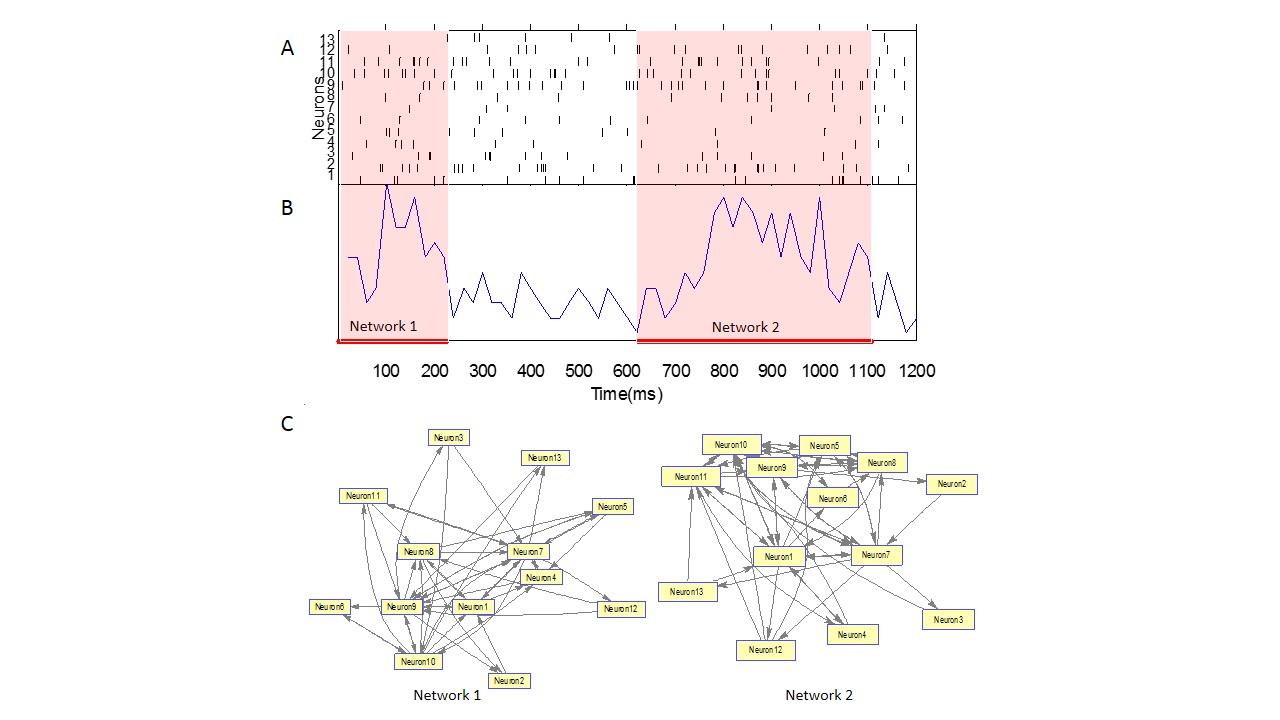 A
Neurons
13
12
11
10
9
8
7
6
5
4
3
2
1
B
Network 1
Network 2
100 200 300 400 500 600 700 800 900 1000 1100 1200
Time(ms)
C
Neuron3
Neuron13
Neuron11
Neuron5
Neuron8
Neuron7
Neuron4
Neuron6
Neuron9
Neuron1
Neuron12
Neuron10
Neuron2
Network 1
Neuron10
Neuron5
Neuron9
Neuron8
Neuron11
Neuron2
Neuron6
Neuron1
Neuron7
Neuron13
Neuron3
Neuron4
Neuron12
Network 2